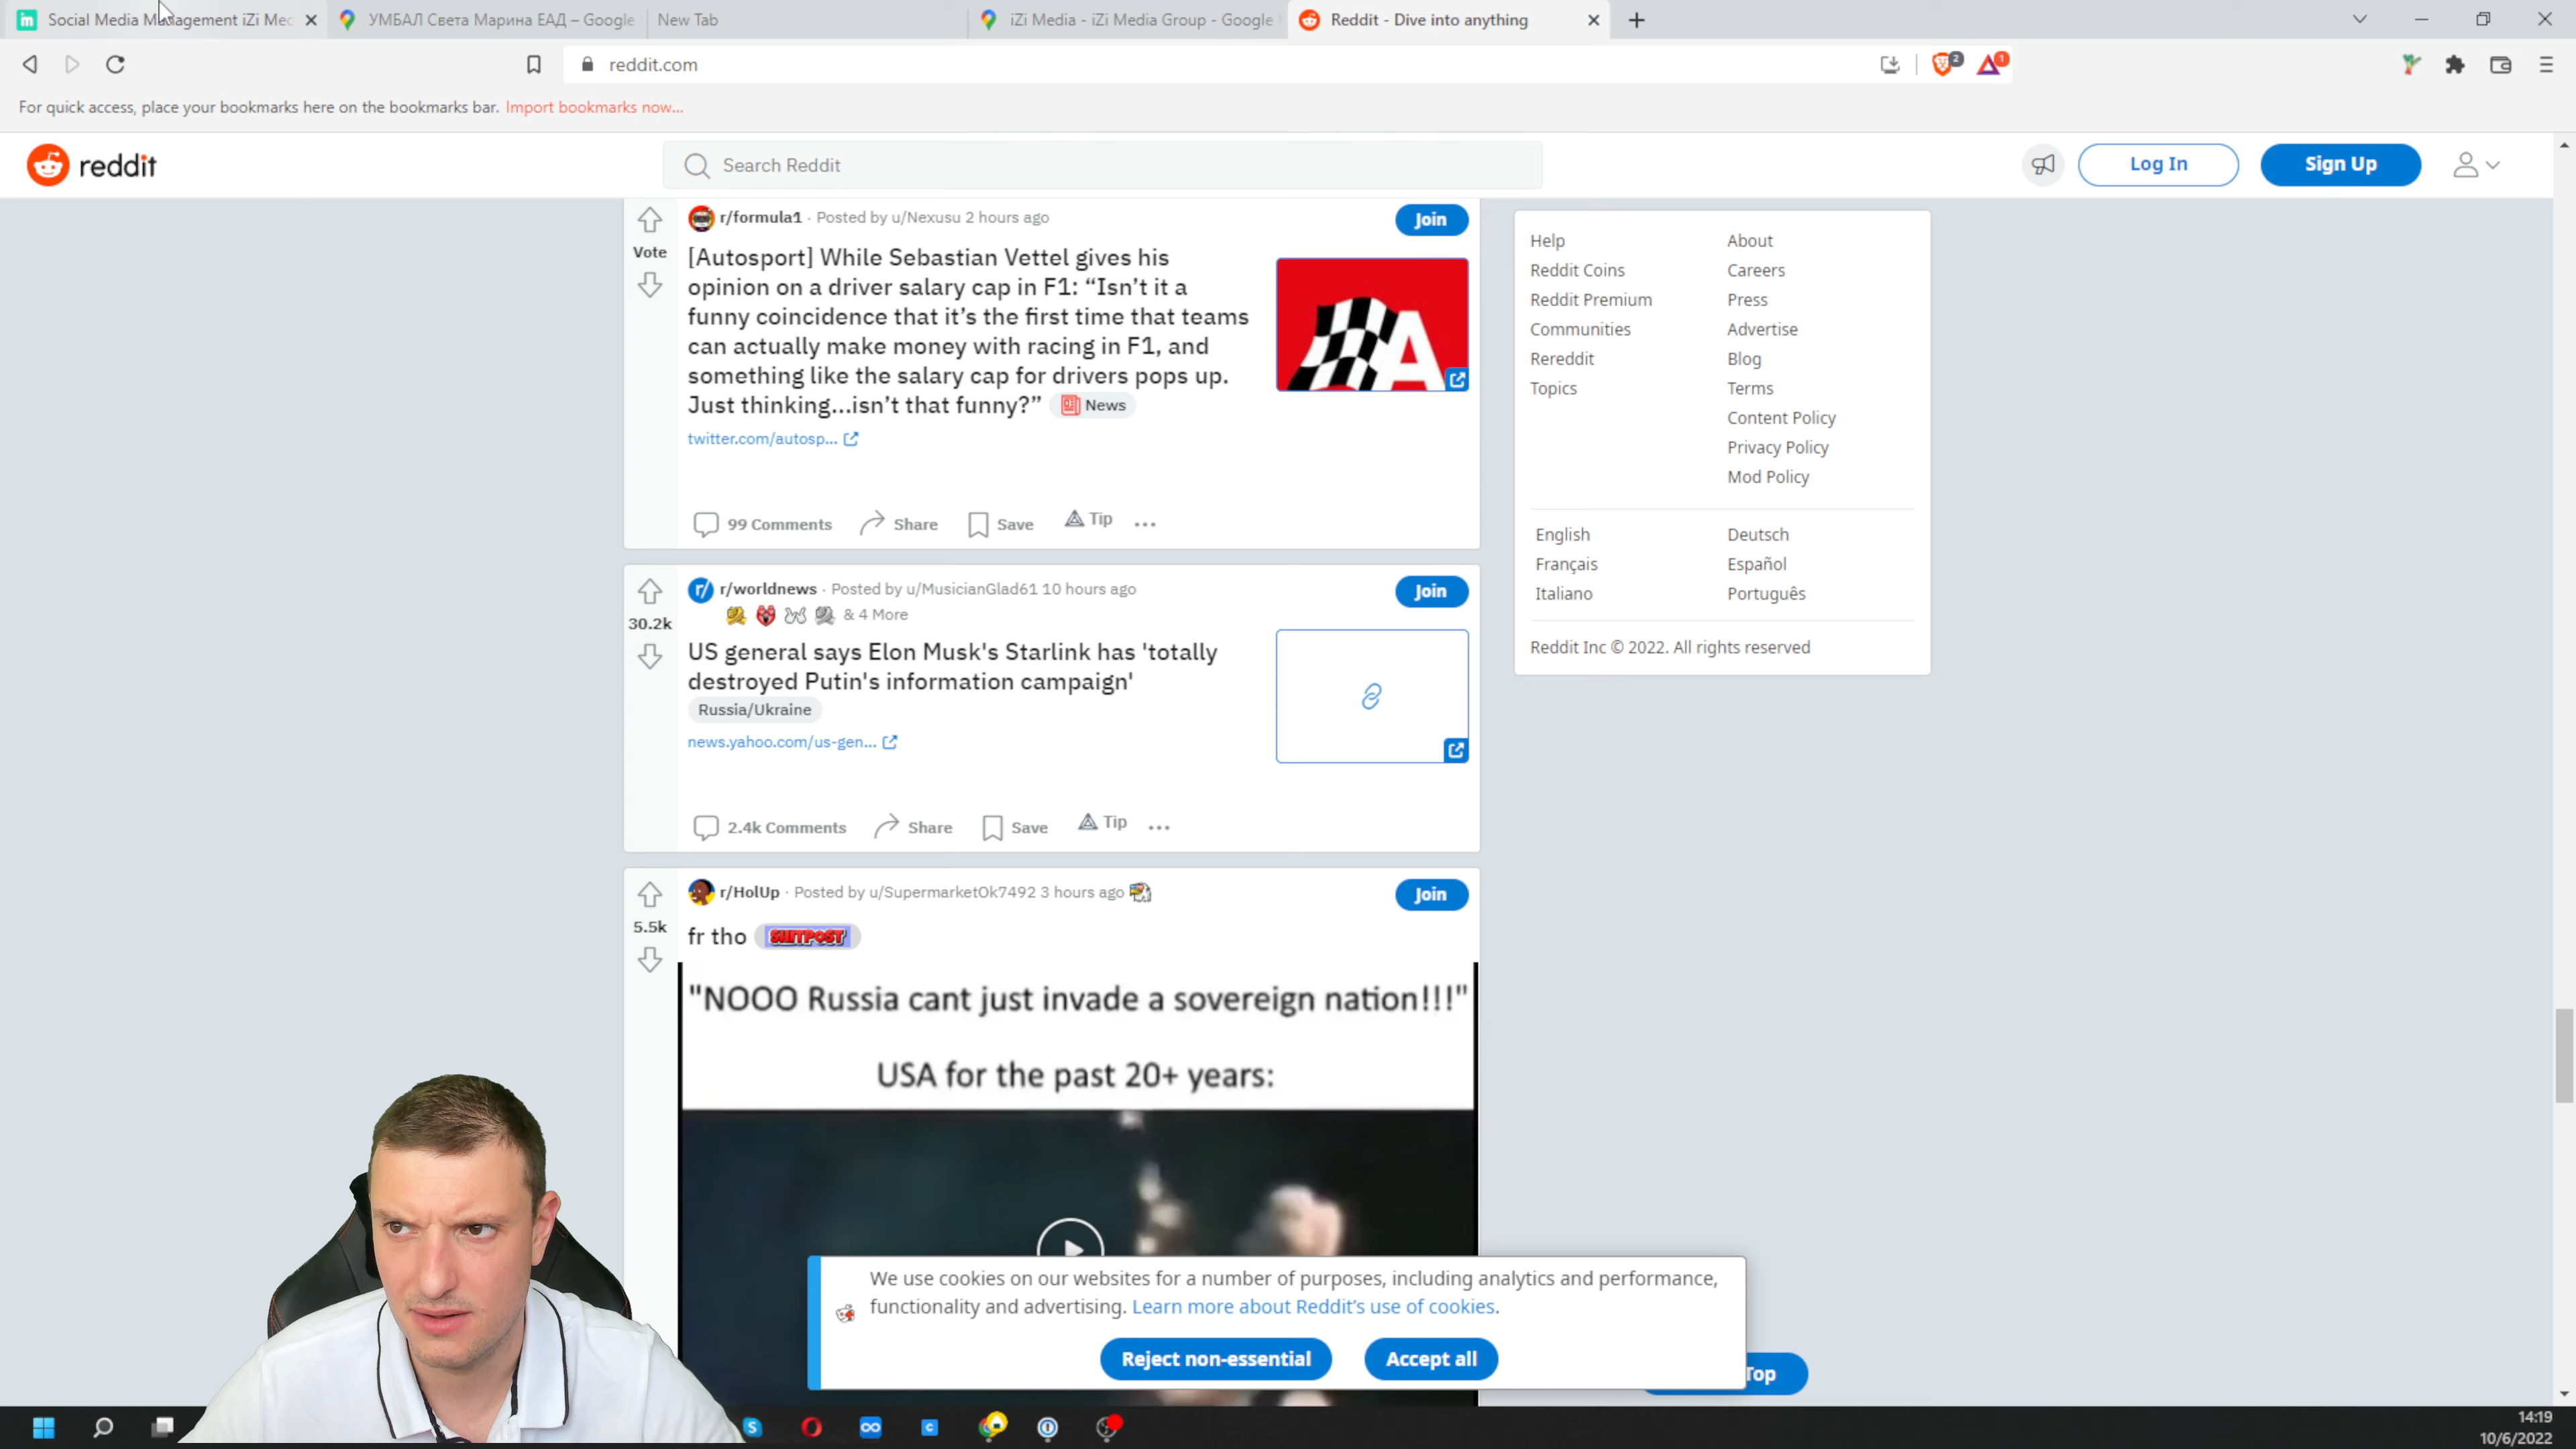 Social Media Management iZi Med
УМБАЛ Света Марина ЕАД – Google
New Tab
iZi Media - iZi Media Group - Google
Reddit - Dive into anything
reddit.com
2
1
For quick access, place your bookmarks here on the bookmarks bar. Import bookmarks now...
reddit
Search Reddit
Log In
Sign Up
r/formula1 · Posted by u/Nexusu 2 hours ago
Join
Vote
[Autosport] While Sebastian Vettel gives his
opinion on a driver salary cap in F1: “Isn’t it a
funny coincidence that it’s the first time that teams
can actually make money with racing in F1, and
something like the salary cap for drivers pops up.
Just thinking...isn’t that funny?” News
twitter.com/autosp...
A
99 Comments Share Save Tip ...
r/ r/worldnews · Posted by u/MusicianGlad61 10 hours ago
Join
& 4 More
30.2k
US general says Elon Musk's Starlink has 'totally
destroyed Putin's information campaign'
Russia/Ukraine
news.yahoo.com/us-gen...
2.4k Comments Share Save Tip ...
r/HolUp · Posted by u/SupermarketOk7492 3 hours ago
Join
5.5k
fr tho SHITPOST
"NOOO Russia cant just invade a sovereign nation!!!"
USA for the past 20+ years:
Help About
Reddit Coins Careers
Reddit Premium Press
Communities Advertise
Rereddit Blog
Topics Terms
Content Policy
Privacy Policy
Mod Policy
English Deutsch
Français Español
Italiano Português
Reddit Inc © 2022. All rights reserved
We use cookies on our websites for a number of purposes, including analytics and performance,
functionality and advertising. Learn more about Reddit’s use of cookies.
Reject non-essential Accept all
Top
14:19
10/6/2022